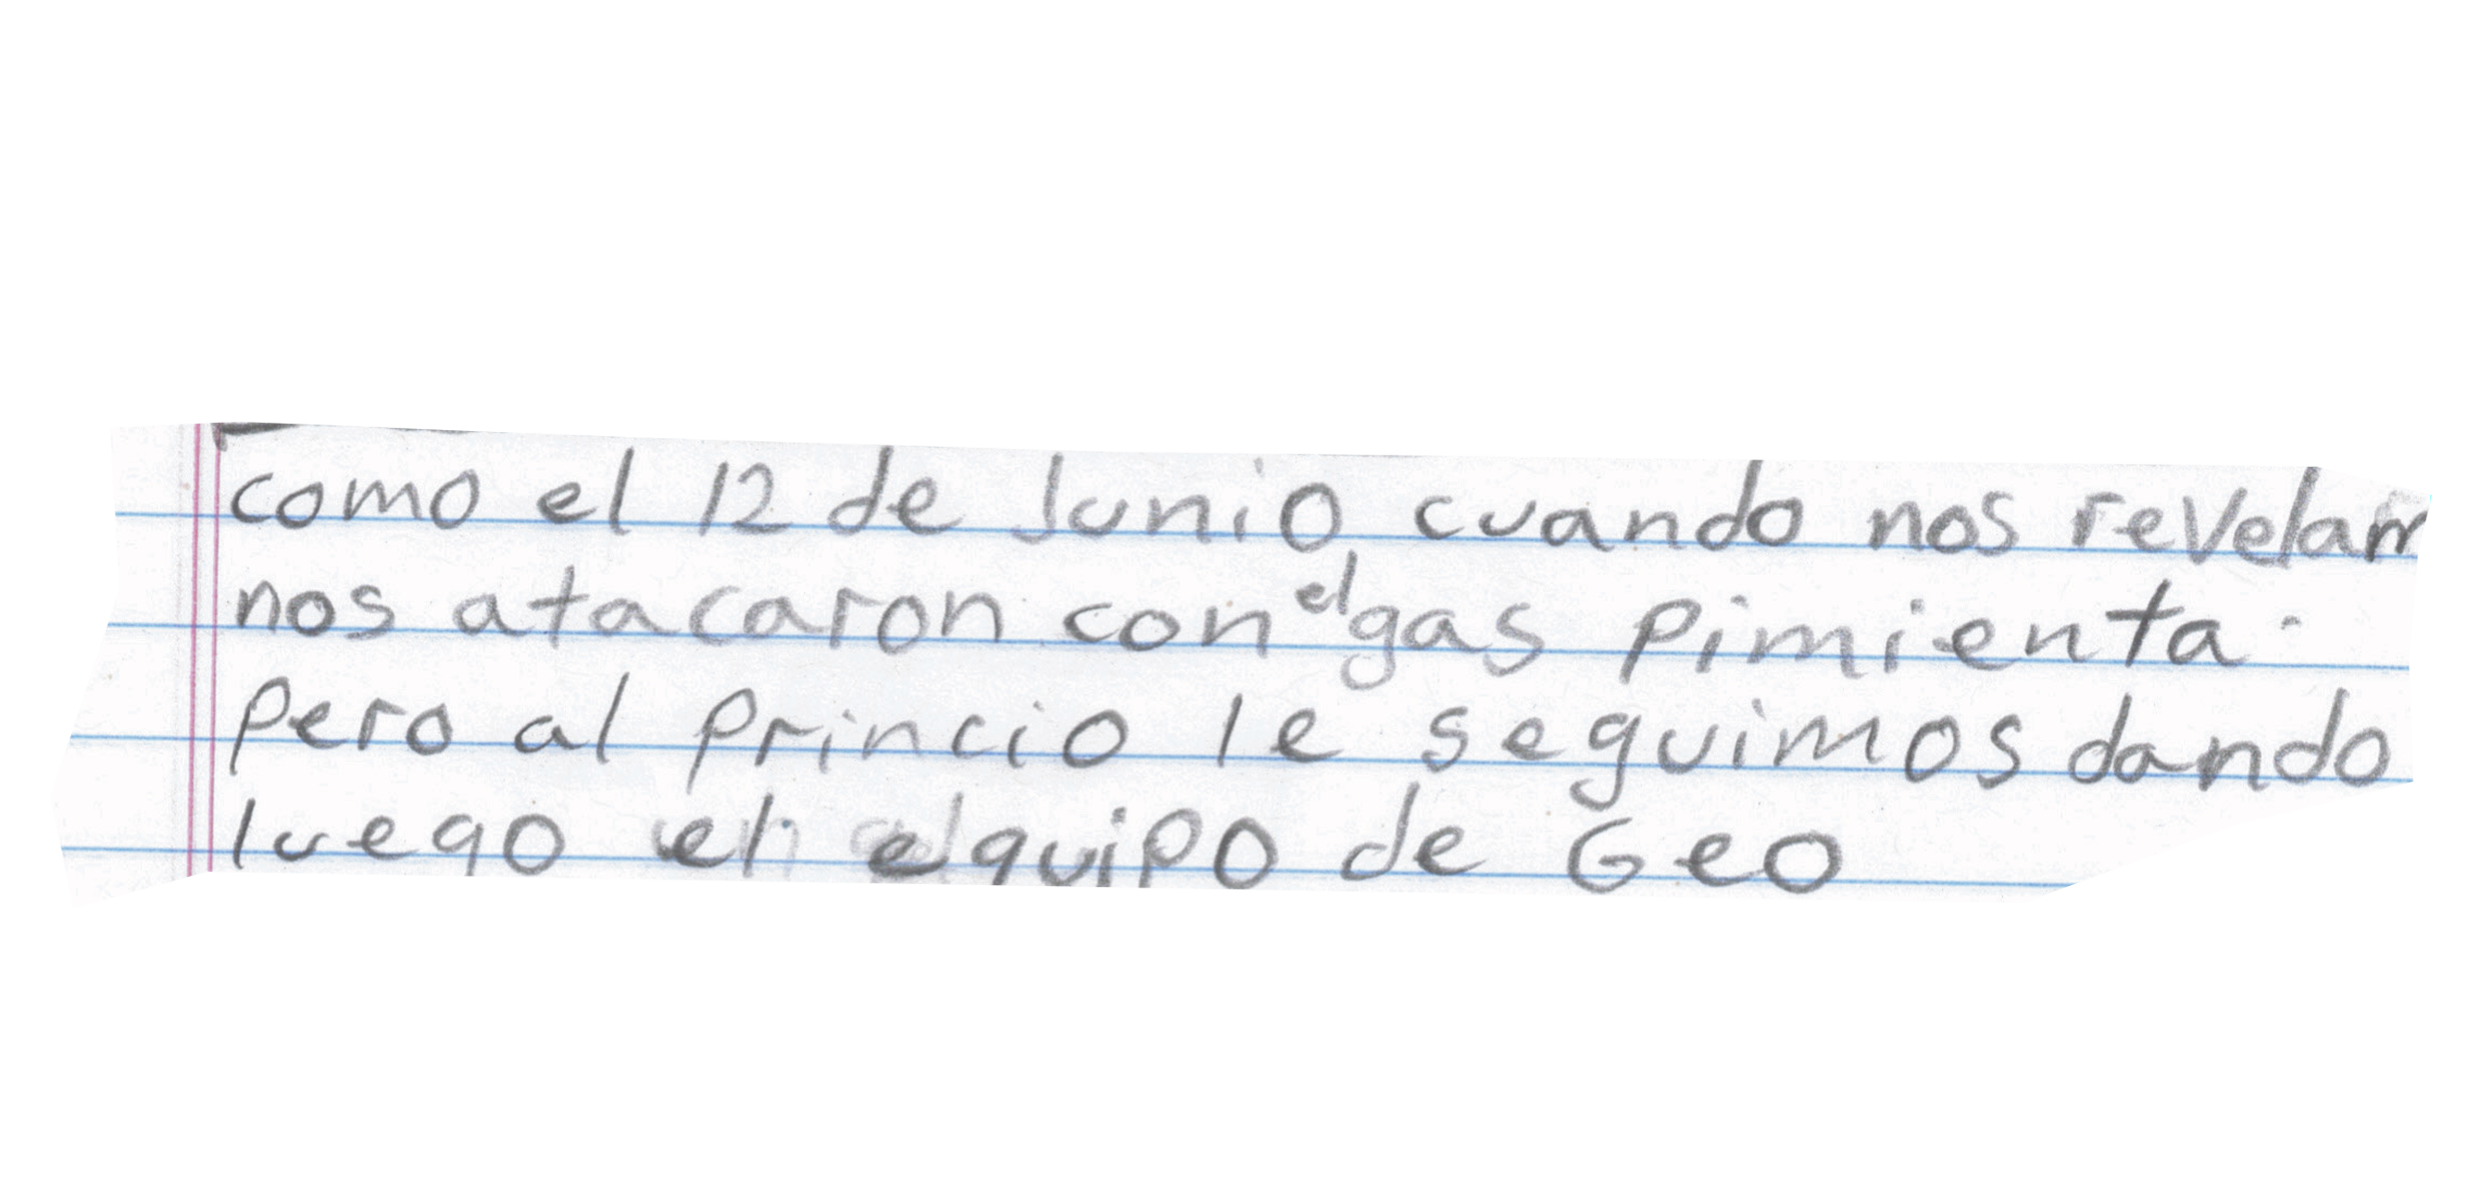 como el 12 de Junio, cuando nos revelam
nos atacaron con el gas pimienta.
pero al princio le seguimos dando
luego el equipo de Geo